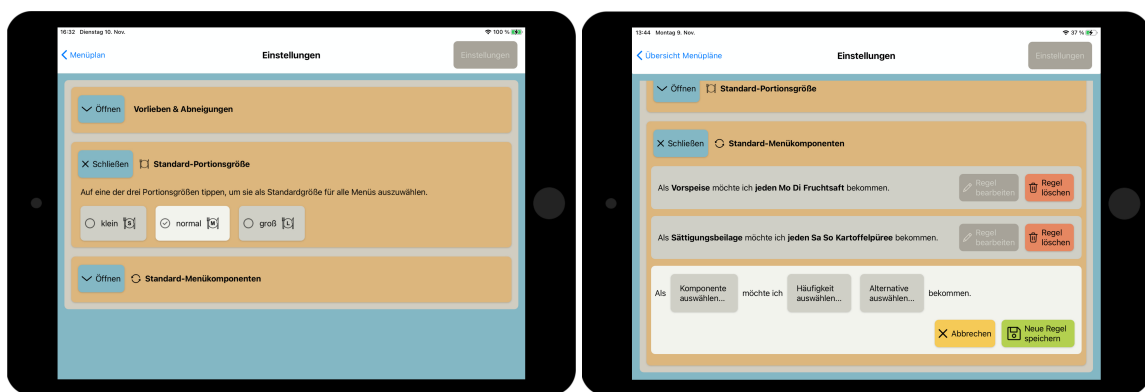 16:32 Dienstag 10. Nov.
100 %
Menüplan
Einstellungen
Einstellungen
Öffnen
Vorlieben & Abneigungen
Schließen
Standard-Portionsgröße
Auf eine der drei Portionsgrößen tippen, um sie als Standardgröße für alle Menüs auszuwählen.
klein S
normal M
groß L
Öffnen
Standard-Menükomponenten
13:44 Montag 9. Nov.
37 %
Übersicht Menüpläne
Einstellungen
Einstellungen
Öffnen
Standard-Portionsgröße
Schließen
Standard-Menükomponenten
Als Vorspeise möchte ich jeden Mo Di Fruchtsaft bekommen.
Regel
bearbeiten
Regel
löschen
Als Sättigungsbeilage möchte ich jeden Sa So Kartoffelpüree bekommen.
Regel
bearbeiten
Regel
löschen
Als
Komponente
auswählen...
möchte ich
Häufigkeit
auswählen...
Alternative
auswählen...
bekommen.
Abbrechen
Neue Regel
speichern